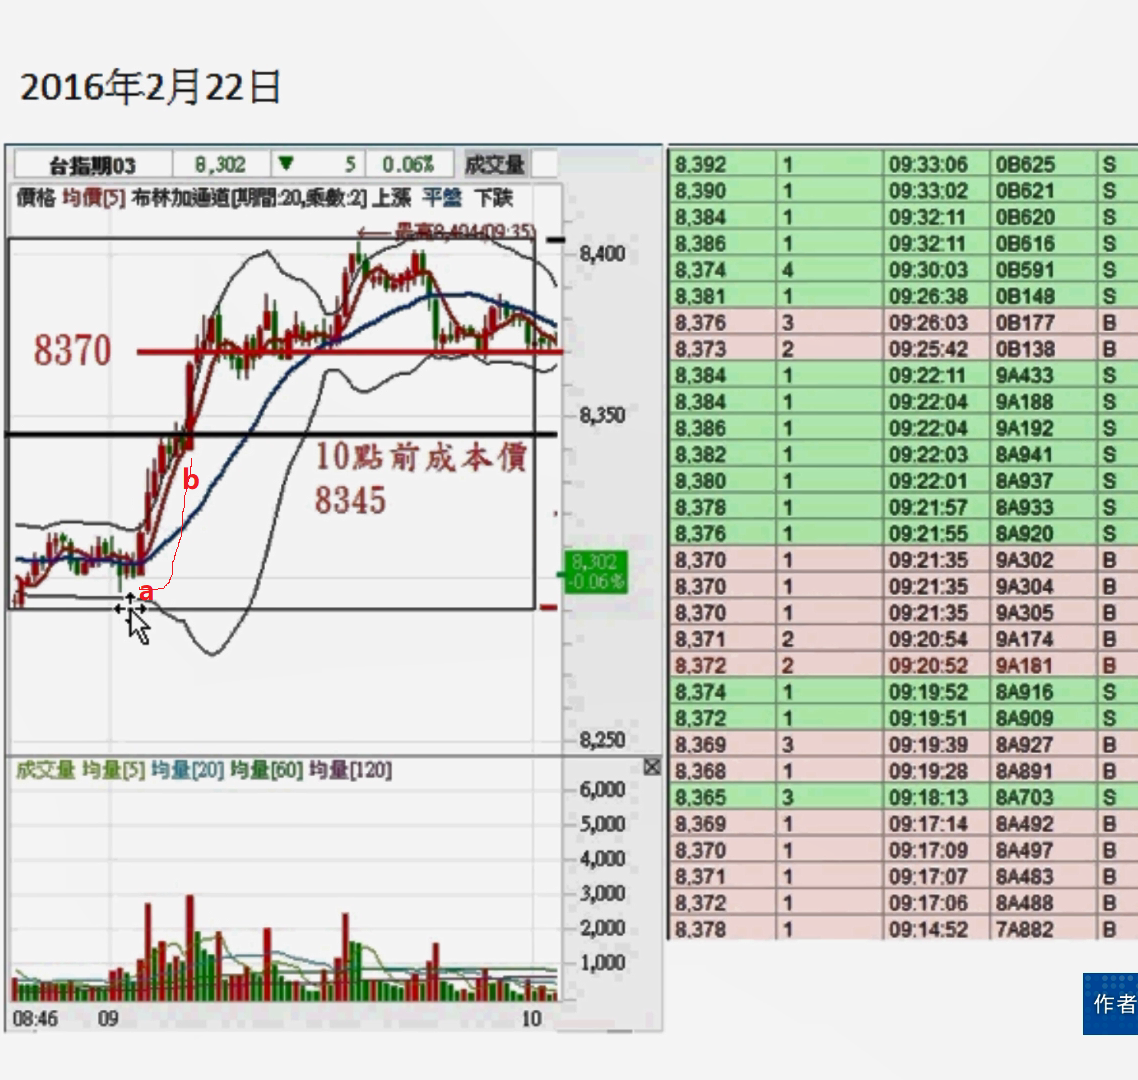 2016年2月22日
台指期03 8,302 ▼ 5 0.06% 成交量
價格 均價[5] 布林加通道[期間:20,乘數:2] 上漲 平盤 下跌
最高8,404(09:35)
8,400
8370
8,350
10點前成本價
8345
b
a
8,302
-0.06%
8,250
成交量 均量[5] 均量[20] 均量[60] 均量[120]
6,000
5,000
4,000
3,000
2,000
1,000
08:46 09 10
8,392 1 09:33:06 0B625 S
8,390 1 09:33:02 0B621 S
8,384 1 09:32:11 0B620 S
8,386 1 09:32:11 0B616 S
8,374 4 09:30:03 0B591 S
8,381 1 09:26:38 0B148 S
8,376 3 09:26:03 0B177 B
8,373 2 09:25:42 0B138 B
8,384 1 09:22:11 9A433 S
8,384 1 09:22:04 9A188 S
8,386 1 09:22:04 9A192 S
8,382 1 09:22:03 8A941 S
8,380 1 09:22:01 8A937 S
8,378 1 09:21:57 8A933 S
8,376 1 09:21:55 8A920 S
8,370 1 09:21:35 9A302 B
8,370 1 09:21:35 9A304 B
8,370 1 09:21:35 9A305 B
8,371 2 09:20:54 9A174 B
8,372 2 09:20:52 9A181 B
8,374 1 09:19:52 8A916 S
8,372 1 09:19:51 8A909 S
8,369 3 09:19:39 8A927 B
8,368 1 09:19:28 8A891 B
8,365 3 09:18:13 8A703 S
8,369 1 09:17:14 8A492 B
8,370 1 09:17:09 8A497 B
8,371 1 09:17:07 8A483 B
8,372 1 09:17:06 8A488 B
8,378 1 09:14:52 7A882 B
作者